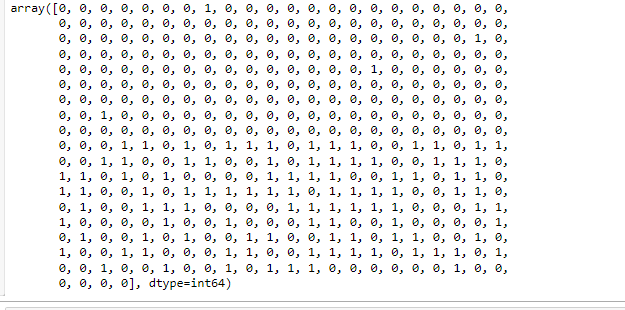 array([0, 0, 0, 0, 0, 0, 0, 1, 0, 0, 0, 0, 0, 0, 0, 0, 0, 0, 0, 0, 0, 0,
0, 0, 0, 0, 0, 0, 0, 0, 0, 0, 0, 0, 0, 0, 0, 0, 0, 0, 0, 0, 0, 0,
0, 0, 0, 0, 0, 0, 0, 0, 0, 0, 0, 0, 0, 0, 0, 0, 0, 0, 0, 0, 1, 0,
0, 0, 0, 0, 0, 0, 0, 0, 0, 0, 0, 0, 0, 0, 0, 0, 0, 0, 0, 0, 0, 0,
0, 0, 0, 0, 0, 0, 0, 0, 0, 0, 0, 0, 0, 0, 0, 1, 0, 0, 0, 0, 0, 0,
0, 0, 0, 0, 0, 0, 0, 0, 0, 0, 0, 0, 0, 0, 0, 0, 0, 0, 0, 0, 0, 0,
0, 0, 0, 0, 0, 0, 0, 0, 0, 0, 0, 0, 0, 0, 0, 0, 0, 0, 0, 0, 0, 0,
0, 0, 1, 0, 0, 0, 0, 0, 0, 0, 0, 0, 0, 0, 0, 0, 0, 0, 0, 0, 0, 0,
0, 0, 0, 0, 0, 0, 0, 0, 0, 0, 0, 0, 0, 0, 0, 0, 0, 0, 0, 0, 0, 0,
0, 0, 0, 1, 1, 0, 1, 0, 1, 1, 1, 0, 1, 1, 1, 0, 0, 1, 1, 0, 1, 1,
0, 0, 1, 1, 0, 0, 1, 1, 0, 0, 1, 0, 1, 1, 1, 1, 0, 0, 1, 1, 1, 0,
1, 1, 0, 1, 0, 1, 0, 0, 0, 0, 1, 1, 1, 1, 0, 0, 1, 1, 0, 1, 1, 0,
1, 1, 0, 0, 1, 0, 1, 1, 1, 1, 1, 1, 0, 1, 1, 1, 1, 0, 0, 1, 1, 0,
0, 1, 0, 0, 1, 1, 1, 0, 0, 0, 0, 1, 1, 1, 1, 1, 1, 0, 0, 0, 1, 1,
1, 0, 0, 0, 0, 1, 0, 0, 1, 0, 0, 0, 1, 1, 0, 0, 1, 0, 0, 0, 0, 1,
0, 1, 0, 0, 1, 0, 1, 0, 0, 1, 1, 0, 0, 1, 1, 0, 1, 1, 0, 0, 1, 0,
1, 0, 0, 1, 1, 0, 0, 0, 1, 1, 0, 0, 1, 1, 1, 1, 0, 1, 1, 1, 0, 1,
0, 0, 1, 0, 0, 1, 0, 0, 1, 0, 1, 1, 1, 0, 0, 0, 0, 0, 0, 1, 0, 0,
0, 0, 0, 0], dtype=int64)